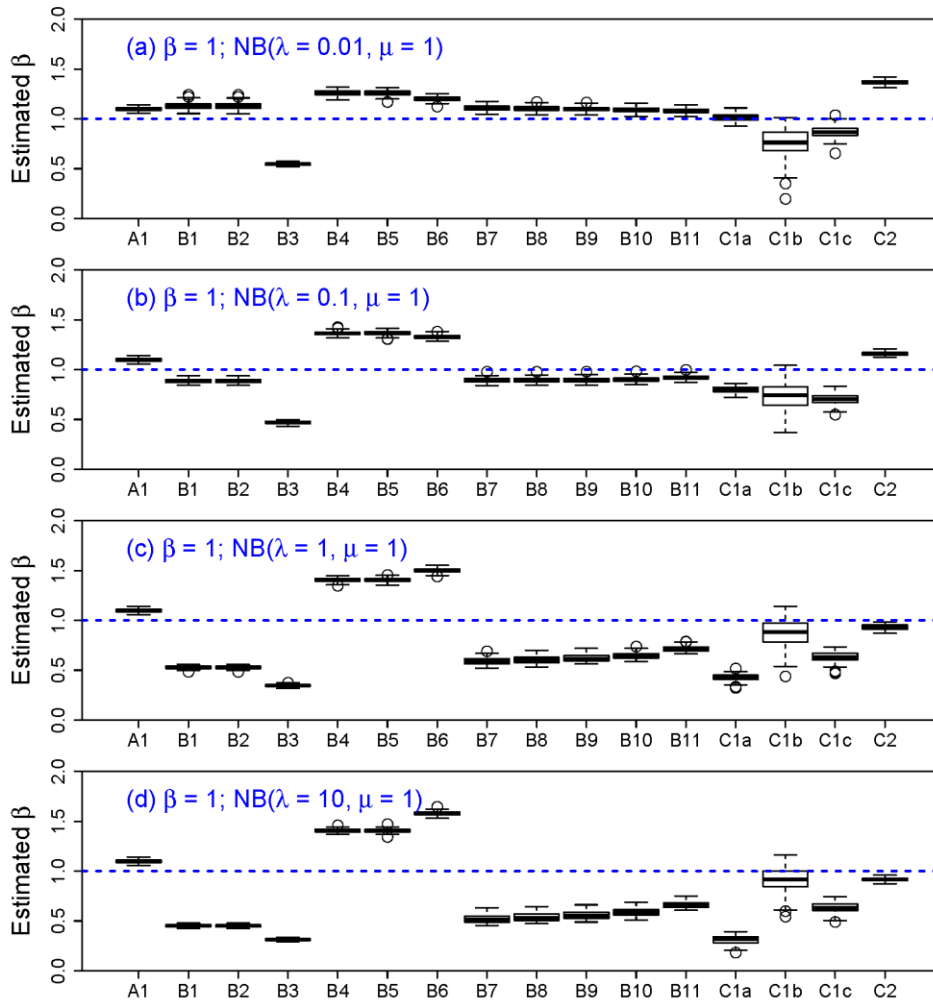 (a) β = 1; NB(λ = 0.01, μ = 1)
Estimated β
2.0
1.5
1.0
0.5
0.0
A1 B1 B2 B3 B4 B5 B6 B7 B8 B9 B10 B11 C1a C1b C1c C2
(b) β = 1; NB(λ = 0.1, μ = 1)
Estimated β
2.0
1.5
1.0
0.5
0.0
A1 B1 B2 B3 B4 B5 B6 B7 B8 B9 B10 B11 C1a C1b C1c C2
(c) β = 1; NB(λ = 1, μ = 1)
Estimated β
2.0
1.5
1.0
0.5
0.0
A1 B1 B2 B3 B4 B5 B6 B7 B8 B9 B10 B11 C1a C1b C1c C2
(d) β = 1; NB(λ = 10, μ = 1)
Estimated β
2.0
1.5
1.0
0.5
0.0
A1 B1 B2 B3 B4 B5 B6 B7 B8 B9 B10 B11 C1a C1b C1c C2